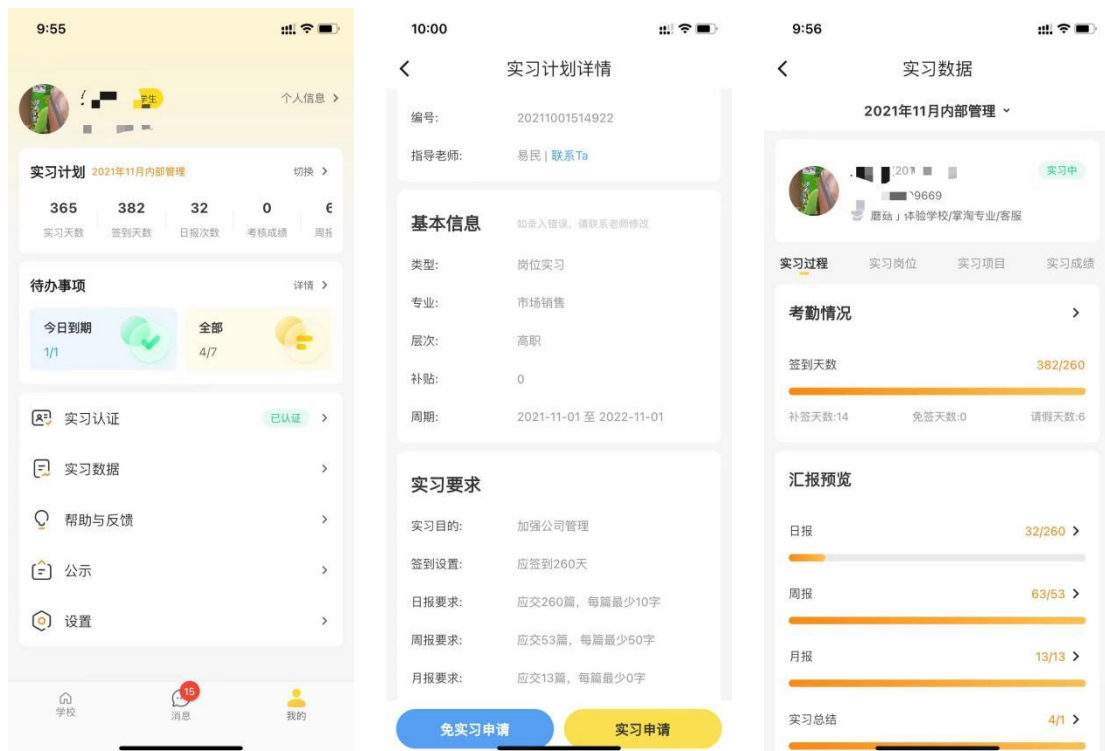 9:55
学生
个人信息
实习计划 2021年11月内部管理 切换
365 382 32 0
实习天数 签到天数 日报次数 考核成绩 周报
待办事项 详情
今日到期 全部
1/1 4/7
实习认证 已认证
实习数据
帮助与反馈
公示
设置
15
学校 消息 我的
10:00
实习计划详情
编号: 20211001514922
指导老师: 易民 | 联系Ta
基本信息 如录入错误，请联系老师修改
类型: 岗位实习
专业: 市场销售
层次: 高职
补贴: 0
周期: 2021-11-01 至 2022-11-01
实习要求
实习目的: 加强公司管理
签到设置: 应签到260天
日报要求: 应交260篇，每篇最少10字
周报要求: 应交53篇，每篇最少50字
月报要求: 应交13篇，每篇最少0字
免实习申请 实习申请
9:56
实习数据
2021年11月内部管理
实习中
9669
蘑菇丁体验学校/掌淘专业/客服
实习过程 实习岗位 实习项目 实习成绩
考勤情况
签到天数 382/260
补签天数:14 免签天数:0 请假天数:6
汇报预览
日报 32/260
周报 63/53
月报 13/13
实习总结 4/1